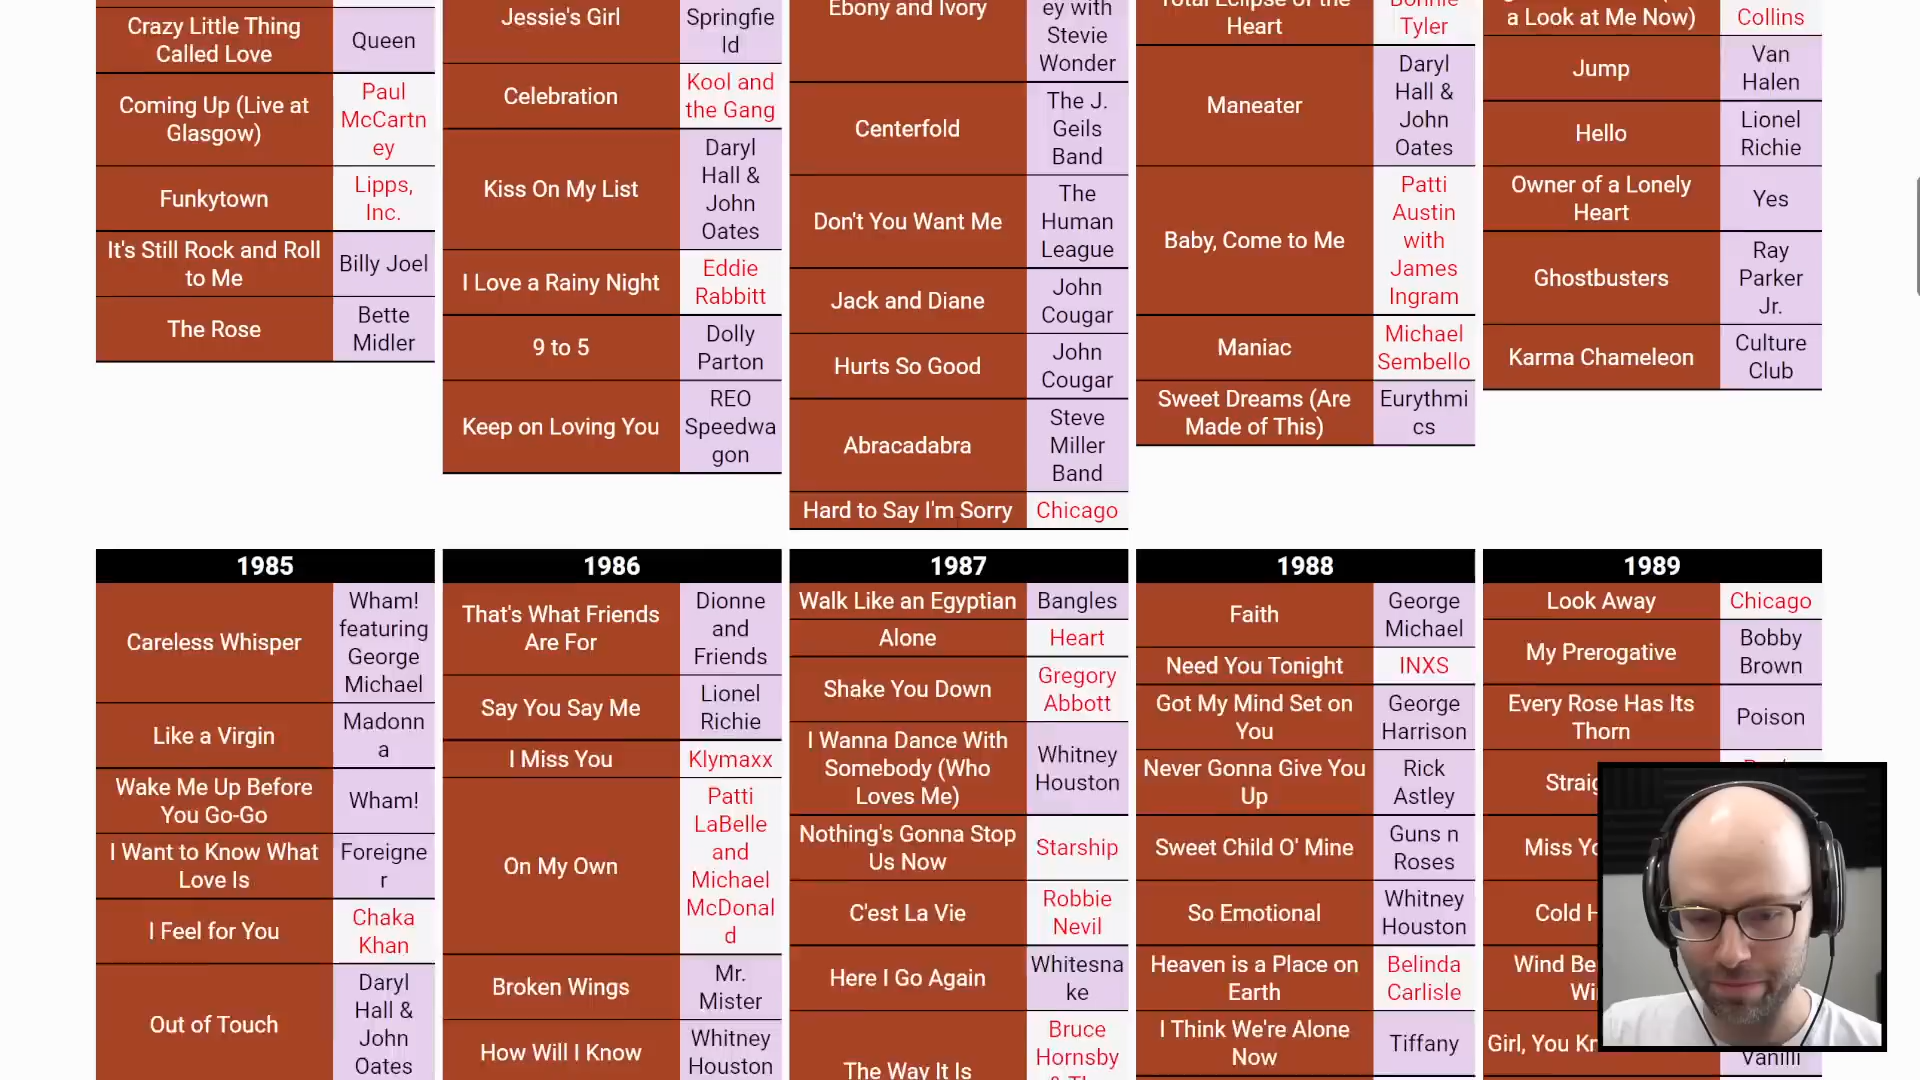 Crazy Little Thing
Called Love
Queen
Coming Up (Live at
Glasgow)
Paul
McCartn
ey
Funkytown
Lipps,
Inc.
It's Still Rock and Roll
to Me
Billy Joel
The Rose
Bette
Midler
Jessie's Girl
Springfie
ld
Celebration
Kool and
the Gang
Kiss On My List
Daryl
Hall &
John
Oates
I Love a Rainy Night
Eddie
Rabbitt
9 to 5
Dolly
Parton
Keep on Loving You
REO
Speedwa
gon
Ebony and Ivory
ey with
Stevie
Wonder
Centerfold
The J.
Geils
Band
Don't You Want Me
The
Human
League
Jack and Diane
John
Cougar
Hurts So Good
John
Cougar
Abracadabra
Steve
Miller
Band
Hard to Say I'm Sorry
Chicago
Total Eclipse of the
Heart
Bonnie
Tyler
Maneater
Daryl
Hall &
John
Oates
Baby, Come to Me
Patti
Austin
with
James
Ingram
Maniac
Michael
Sembello
Sweet Dreams (Are
Made of This)
Eurythmi
cs
a Look at Me Now)
Collins
Jump
Van
Halen
Hello
Lionel
Richie
Owner of a Lonely
Heart
Yes
Ghostbusters
Ray
Parker
Jr.
Karma Chameleon
Culture
Club
1985
Careless Whisper
Wham!
featuring
George
Michael
Like a Virgin
Madonn
a
Wake Me Up Before
You Go-Go
Wham!
I Want to Know What
Love Is
Foreigne
r
I Feel for You
Chaka
Khan
Out of Touch
Daryl
Hall &
John
Oates
1986
That's What Friends
Are For
Dionne
and
Friends
Say You Say Me
Lionel
Richie
I Miss You
Klymaxx
On My Own
Patti
LaBelle
and
Michael
McDonal
d
Broken Wings
Mr.
Mister
How Will I Know
Whitney
Houston
1987
Walk Like an Egyptian
Bangles
Alone
Heart
Shake You Down
Gregory
Abbott
I Wanna Dance With
Somebody (Who
Loves Me)
Whitney
Houston
Nothing's Gonna Stop
Us Now
Starship
C'est La Vie
Robbie
Nevil
Here I Go Again
Whitesna
ke
The Way It Is
Bruce
Hornsby
1988
Faith
George
Michael
Need You Tonight
INXS
Got My Mind Set on
You
George
Harrison
Never Gonna Give You
Up
Rick
Astley
Sweet Child O' Mine
Guns n
Roses
So Emotional
Whitney
Houston
Heaven is a Place on
Earth
Belinda
Carlisle
I Think We're Alone
Now
Tiffany
1989
Look Away
Chicago
My Prerogative
Bobby
Brown
Every Rose Has Its
Thorn
Poison
Straig
Miss Yo
Cold H
Wind Be
Wi
Girl, You Kn
Vanilli